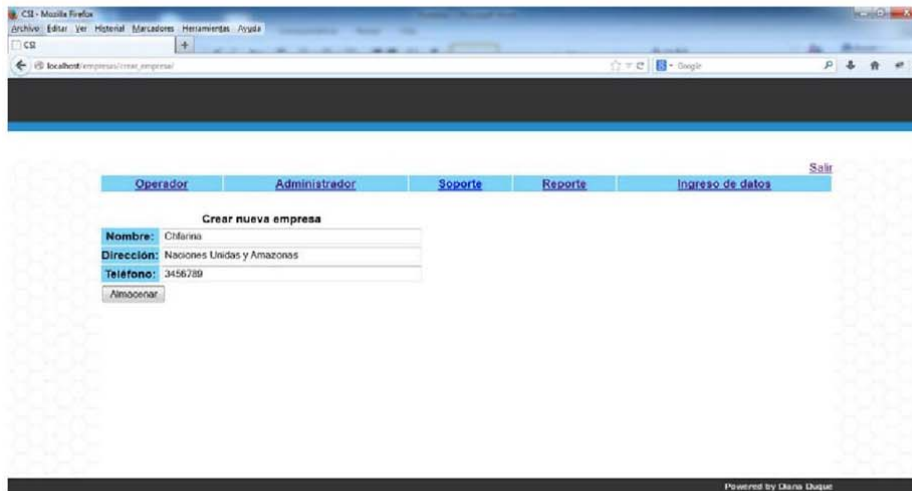 CSI - Mozilla Firefox
Archivo Editar Ver Historial Marcadores Herramientas Ayuda
CSI
localhost/empresas/crear_empresa/
Google
Salir
Operador Administrador Soporte Reporte Ingreso de datos
Crear nueva empresa
Nombre: Chfarina
Dirección: Naciones Unidas y Amazonas
Teléfono: 3456789
Almacenar
Powered by Diana Duque